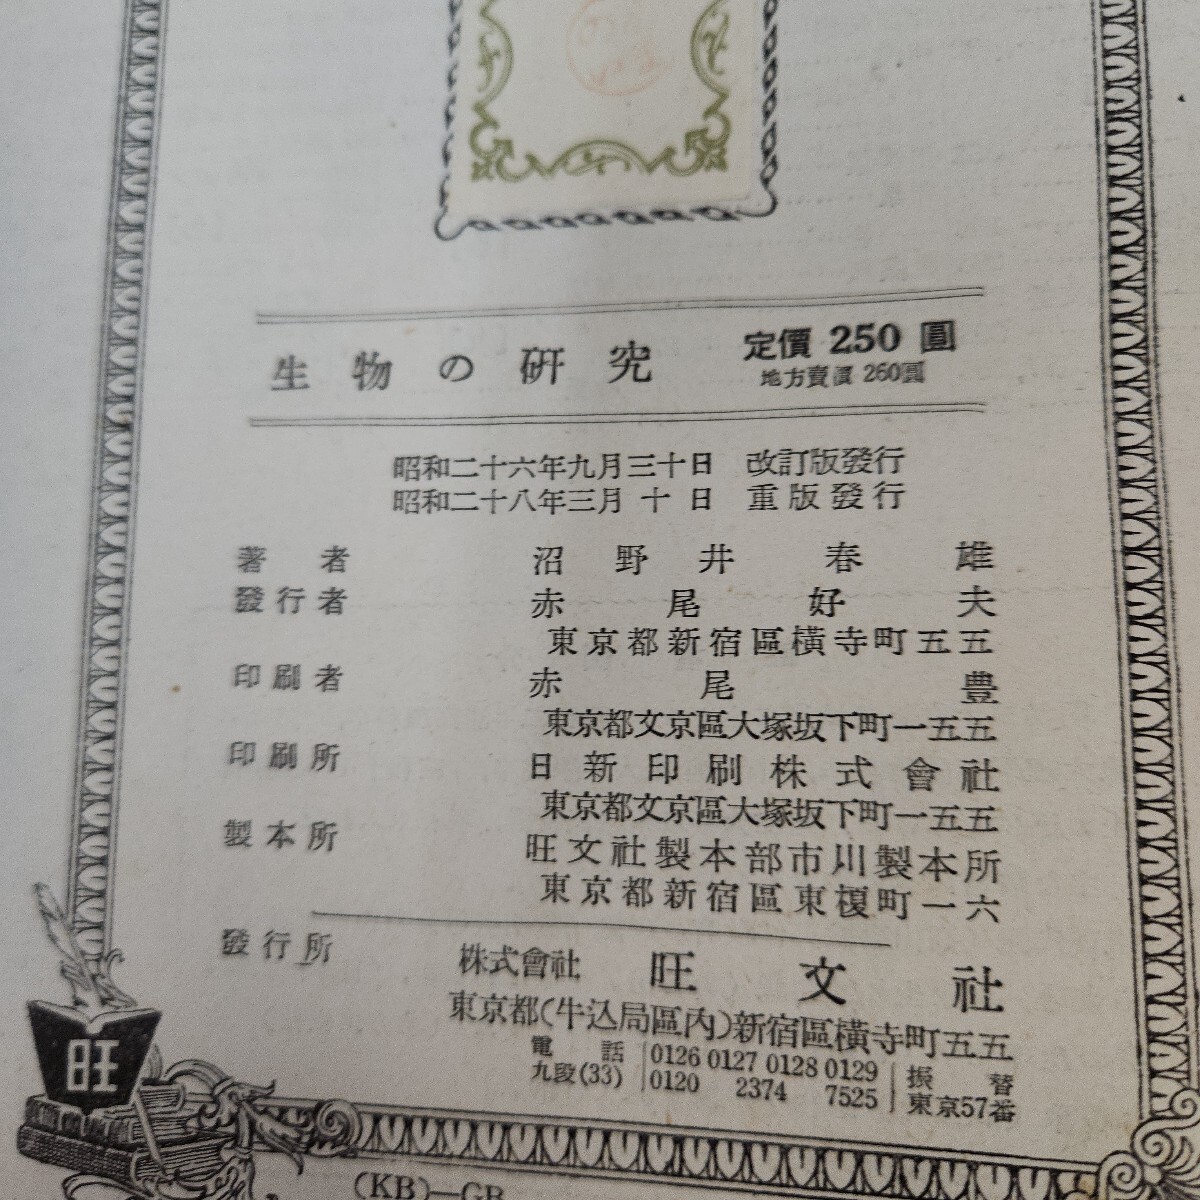 生物の研究 定價 250 圓
地方賣價 260圓
昭和二十六年九月三十日 改訂版發行
昭和二十八年三月十日 重版發行
著者 沼野井春雄
發行者 赤尾好夫
東京都新宿區横寺町五五
印刷者 赤尾豊
東京都文京區大塚坂下町一五五
印刷所 日新印刷株式會社
東京都文京區大塚坂下町一五五
製本所 旺文社製本部市川製本所
東京都新宿區東榎町一六
發行所 株式會社 旺文社
東京都(牛込局區內)新宿區横寺町五五
電話 0126 0127 0128 0129 振替
九段(33) 0120 2374 7525 東京57番
旺
(KB)—GB